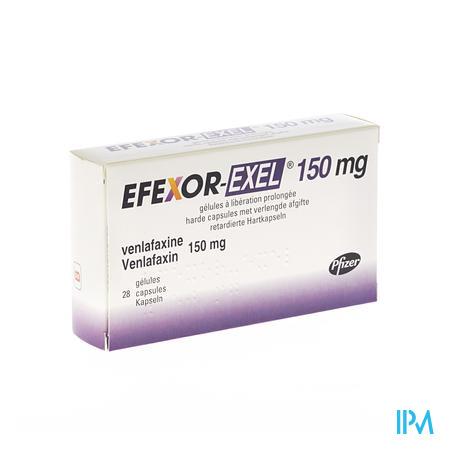 EFEXOR-EXEL® 150 mg
gélules à libération prolongée
harde capsules met verlengde afgifte
retardierte Hartkapseln
venlafaxine
Venlafaxin 150 mg
gélules
28 capsules
Kapseln
Pfizer
IPM